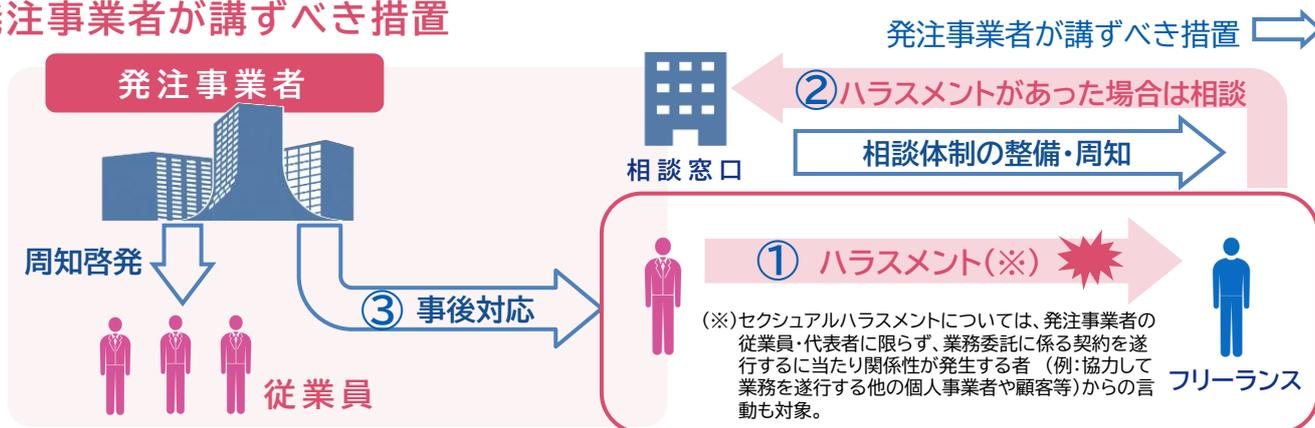 注事業者が講ずべき措置
発注事業者が講ずべき措置
発注事業者
②ハラスメントがあった場合は相談
相談体制の整備・周知
相談窓口
周知啓発
③ 事後対応
従業員
① ハラスメント(※)
(※)セクシュアルハラスメントについては、発注事業者の
従業員・代表者に限らず、業務委託に係る契約を遂
行するに当たり関係性が発生する者 (例:協力して
業務を遂行する他の個人事業者や顧客等)からの言
動も対象。
フリーランス